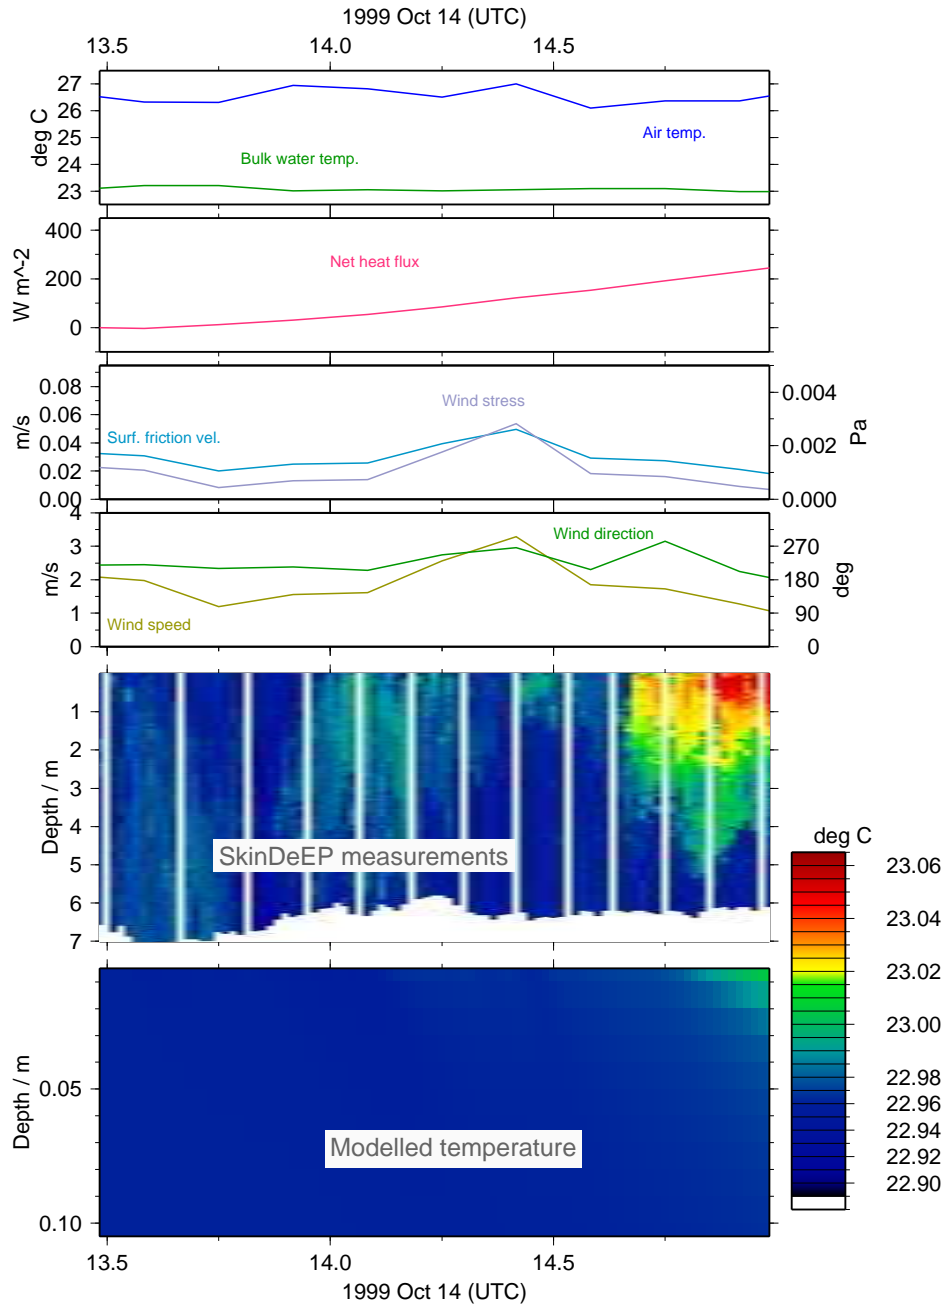 1999 Oct 14 (UTC)
13.5 14.0 14.5
27
26
25
24
23
deg C
Air temp.
Bulk water temp.
400
200
0
W m^-2
Net heat flux
0.08
0.06
0.04
0.02
0.00
m/s
Wind stress
Surf. friction vel.
0.004
0.002
0.000
Pa
4
3
2
1
0
m/s
Wind direction
Wind speed
270
180
90
0
deg
1
2
3
4
5
6
7
Depth / m
SkinDeEP measurements
deg C
23.06
23.04
23.02
23.00
22.98
22.96
22.94
22.92
22.90
0.05
0.10
Depth / m
Modelled temperature
13.5 14.0 14.5
1999 Oct 14 (UTC)